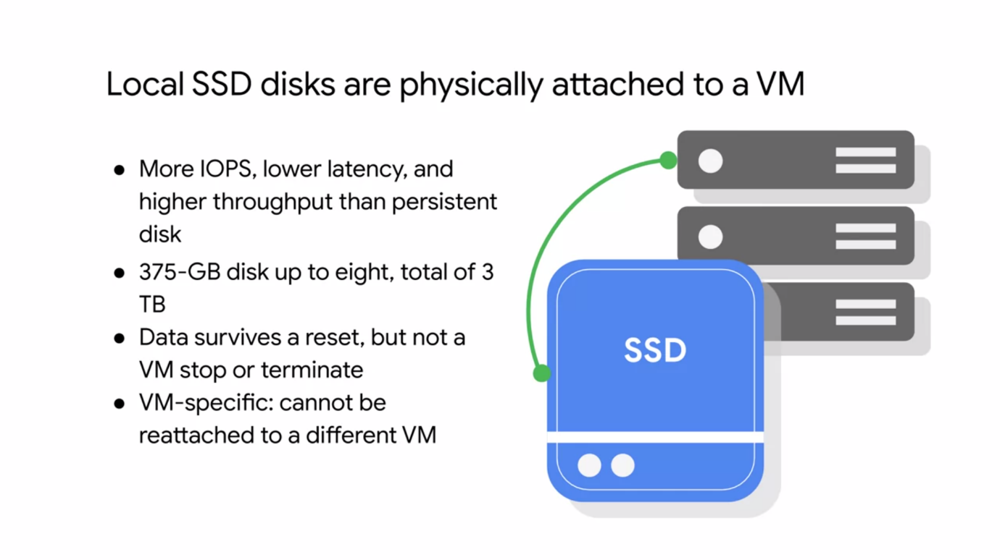 Local SSD disks are physically attached to a VM
● More IOPS, lower latency, and
higher throughput than persistent
disk
● 375-GB disk up to eight, total of 3
TB
● Data survives a reset, but not a
VM stop or terminate
● VM-specific: cannot be
reattached to a different VM
SSD